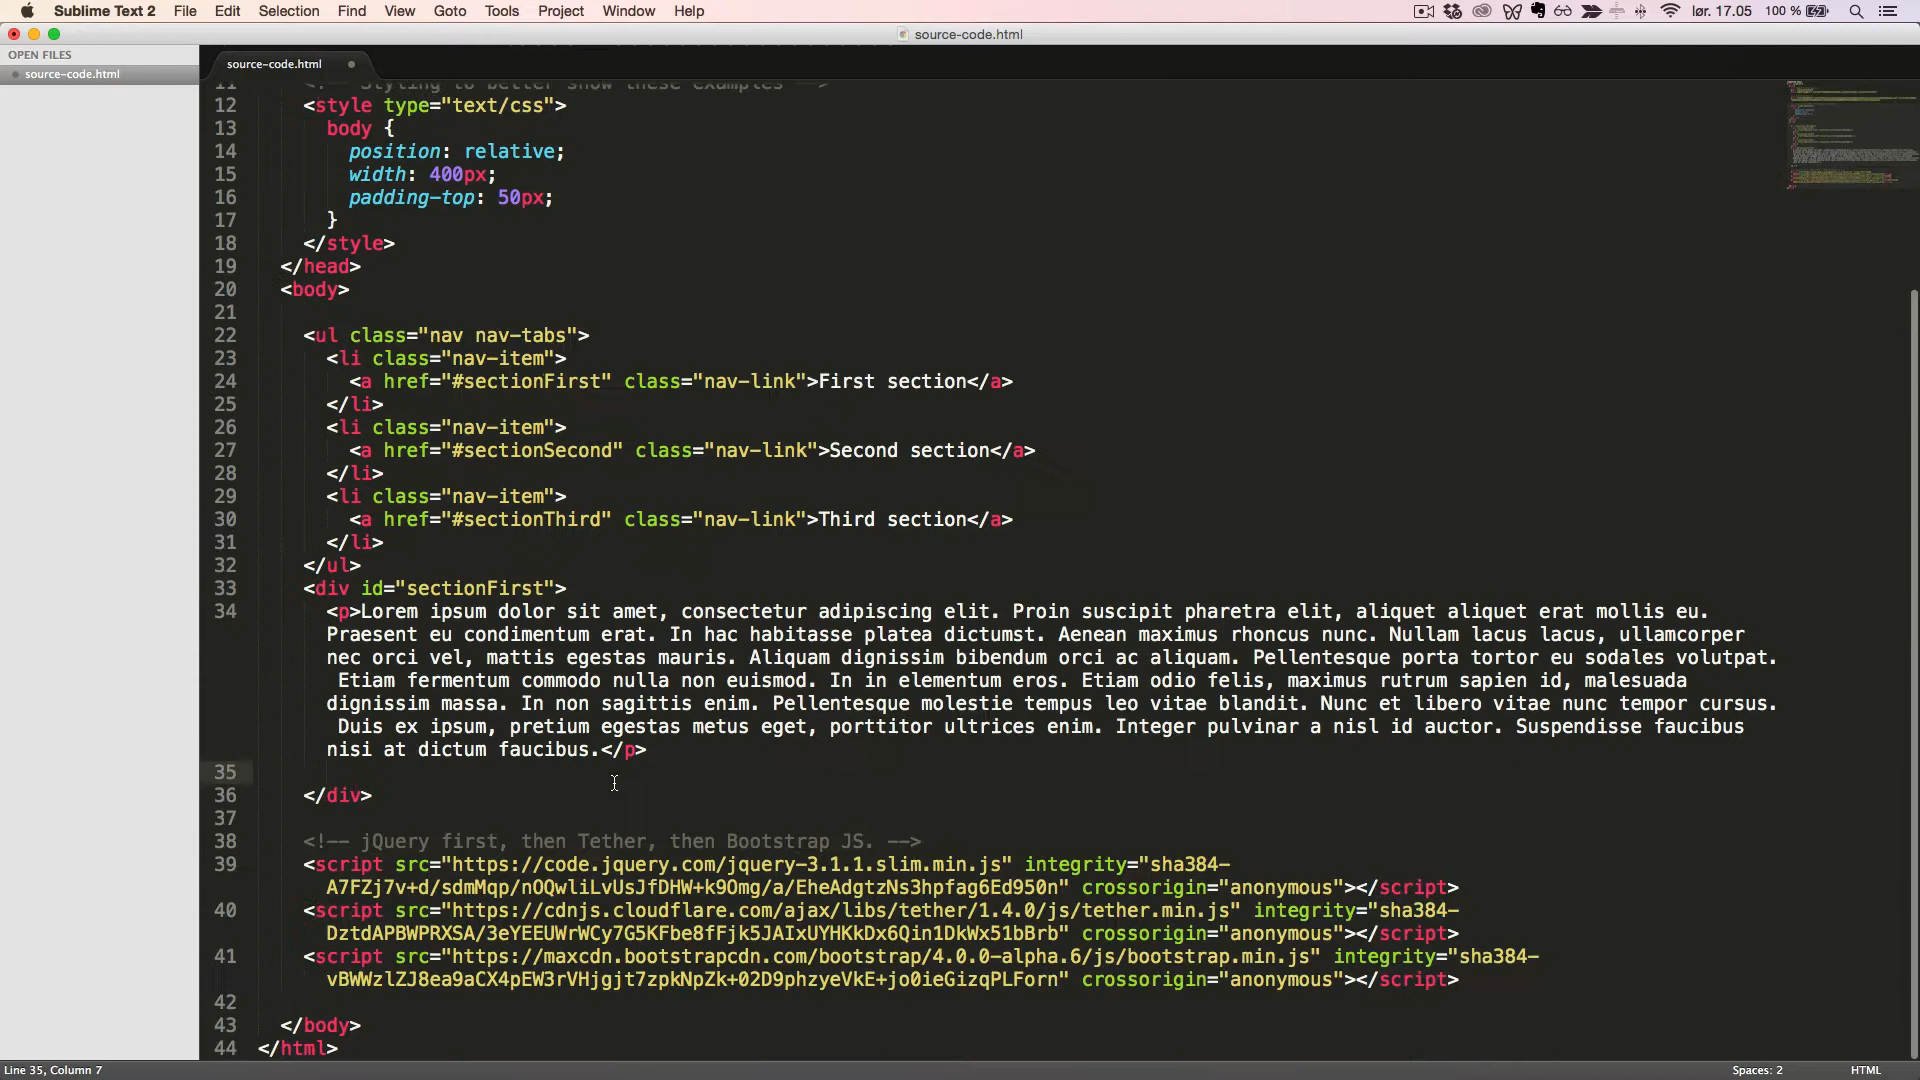 Sublime Text 2 File Edit Selection Find View Goto Tools Project Window Help lør. 17.05 100 %
source-code.html
OPEN FILES
source-code.html
source-code.html
11 <!-- Styling to better show these examples -->
12 <style type="text/css">
13 body {
14 position: relative;
15 width: 400px;
16 padding-top: 50px;
17 }
18 </style>
19 </head>
20 <body>
21
22 <ul class="nav nav-tabs">
23 <li class="nav-item">
24 <a href="#sectionFirst" class="nav-link">First section</a>
25 </li>
26 <li class="nav-item">
27 <a href="#sectionSecond" class="nav-link">Second section</a>
28 </li>
29 <li class="nav-item">
30 <a href="#sectionThird" class="nav-link">Third section</a>
31 </li>
32 </ul>
33 <div id="sectionFirst">
34 <p>Lorem ipsum dolor sit amet, consectetur adipiscing elit. Proin suscipit pharetra elit, aliquet aliquet erat mollis eu.
Praesent eu condimentum erat. In hac habitasse platea dictumst. Aenean maximus rhoncus nunc. Nullam lacus lacus, ullamcorper
nec orci vel, mattis egestas mauris. Aliquam dignissim bibendum orci ac aliquam. Pellentesque porta tortor eu sodales volutpat.
Etiam fermentum commodo nulla non euismod. In in elementum eros. Etiam odio felis, maximus rutrum sapien id, malesuada
dignissim massa. In non sagittis enim. Pellentesque molestie tempus leo vitae blandit. Nunc et libero vitae nunc tempor cursus.
Duis ex ipsum, pretium egestas metus eget, porttitor ultrices enim. Integer pulvinar a nisl id auctor. Suspendisse faucibus
nisi at dictum faucibus.</p>
35
36 </div>
37
38 <!-- jQuery first, then Tether, then Bootstrap JS. -->
39 <script src="https://code.jquery.com/jquery-3.1.1.slim.min.js" integrity="sha384-
A7FZj7v+d/sdmMqp/nOQwliLvUsJfDHW+k9Omg/a/EheAdgtzNs3hpfag6Ed950n" crossorigin="anonymous"></script>
40 <script src="https://cdnjs.cloudflare.com/ajax/libs/tether/1.4.0/js/tether.min.js" integrity="sha384-
DztdAPBWPRXSA/3eYEEUWrWCy7G5KFbe8fFjk5JAIxUYHKkDx6Qin1DkWx51bBrb" crossorigin="anonymous"></script>
41 <script src="https://maxcdn.bootstrapcdn.com/bootstrap/4.0.0-alpha.6/js/bootstrap.min.js" integrity="sha384-
vBWWzlZJ8ea9aCX4pEW3rVHjgjt7zpkNpZk+02D9phzyeVkE+jo0ieGizqPLForn" crossorigin="anonymous"></script>
42
43 </body>
44 </html>
Line 35, Column 7 Spaces: 2 HTML